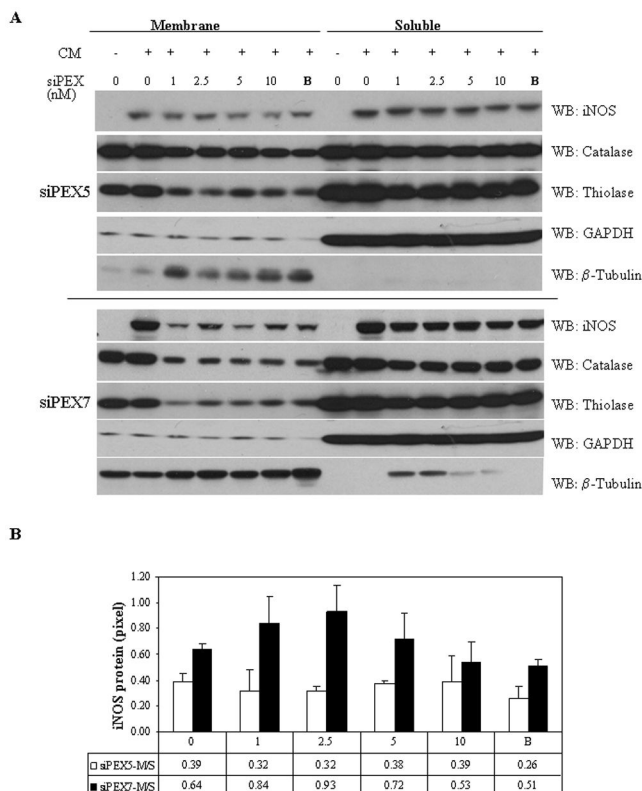 A
Membrane Soluble
CM - + + + + + + - + + + + + +
siPEX (nM) 0 0 1 2.5 5 10 B 0 0 1 2.5 5 10 B
WB: iNOS
WB: Catalase
siPEX5 WB: Thiolase
WB: GAPDH
WB: β-Tubulin
WB: iNOS
WB: Catalase
siPEX7 WB: Thiolase
WB: GAPDH
WB: β-Tubulin
B
iNOS protein (pixel)
1.20
1.00
0.80
0.60
0.40
0.20
0.00
0 1 2.5 5 10 B
siPEX5-M/S 0.39 0.32 0.32 0.38 0.39 0.26
siPEX7-M/S 0.64 0.84 0.93 0.72 0.53 0.51